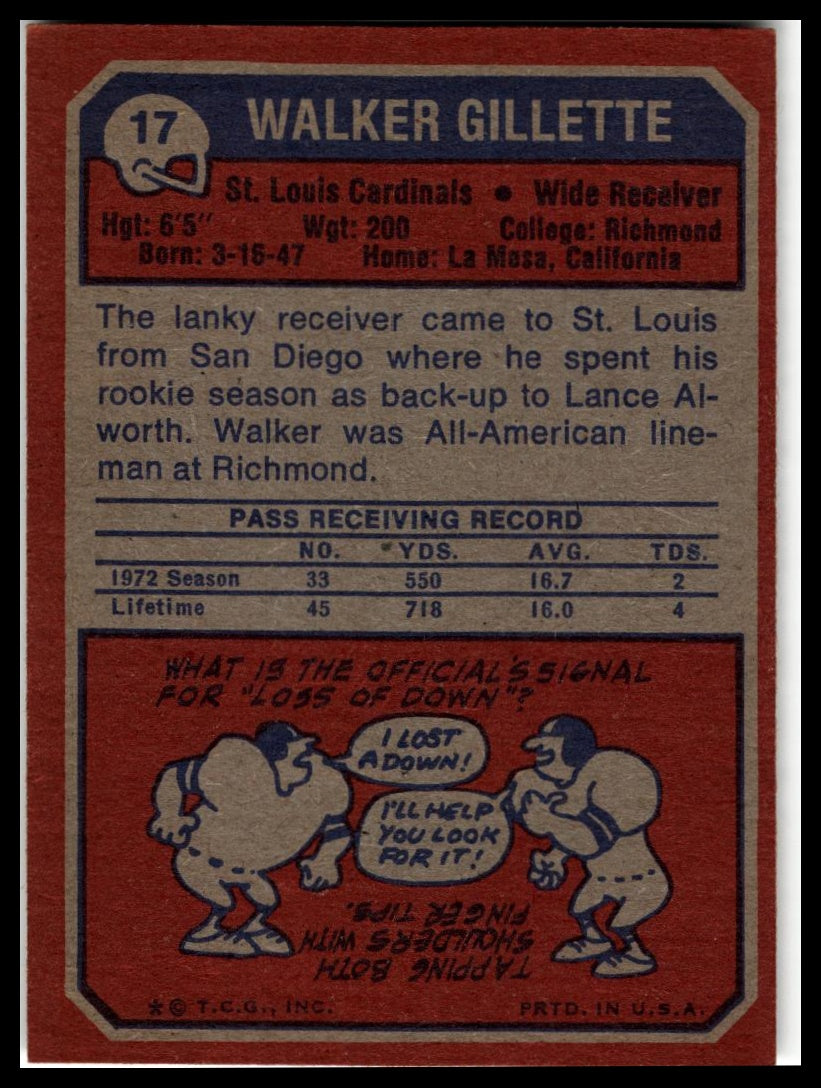 17
WALKER GILLETTE
St. Louis Cardinals ● Wide Receiver
Hgt: 6'5" Wgt: 200 College: Richmond
Born: 3-16-47 Home: La Mesa, California
The lanky receiver came to St. Louis
from San Diego where he spent his
rookie season as back-up to Lance Al-
worth. Walker was All-American line-
man at Richmond.
PASS RECEIVING RECORD
NO. YDS. AVG. TDS.
1972 Season 33 550 16.7 2
Lifetime 45 718 16.0 4
WHAT IS THE OFFICIAL'S SIGNAL
FOR "LOSS OF DOWN"?
I LOST
A DOWN!
I'LL HELP
YOU LOOK
FOR IT!
TAPPING BOTH
SHOULDERS WITH
FINGER TIPS.
* © T.C.G., INC. PRTD. IN U.S.A.